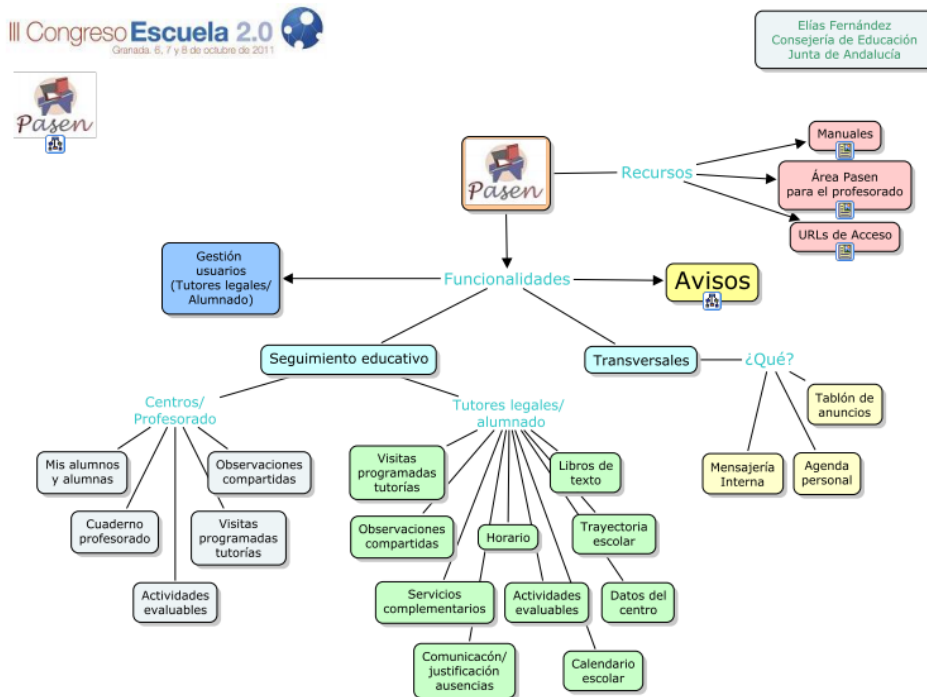 III Congreso Escuela 2.0
Granada. 6, 7 y 8 de octubre de 2011
Elías Fernández
Consejería de Educación
Junta de Andalucía
Pasen
Pasen
Recursos
Manuales
Área Pasen
para el profesorado
URLs de Acceso
Gestión
usuarios
(Tutores legales/
Alumnado)
Funcionalidades
Avisos
Seguimiento educativo
Transversales
¿Qué?
Centros/
Profesorado
Tutores legales/
alumnado
Tablón de
anuncios
Mensajería
Interna
Agenda
personal
Mis alumnos
y alumnas
Observaciones
compartidas
Cuaderno
profesorado
Visitas
programadas
tutorías
Actividades
evaluables
Visitas
programadas
tutorías
Libros de
texto
Observaciones
compartidas
Horario
Trayectoria
escolar
Servicios
complementarios
Actividades
evaluables
Datos del
centro
Comunicacón/
justificación
ausencias
Calendario
escolar